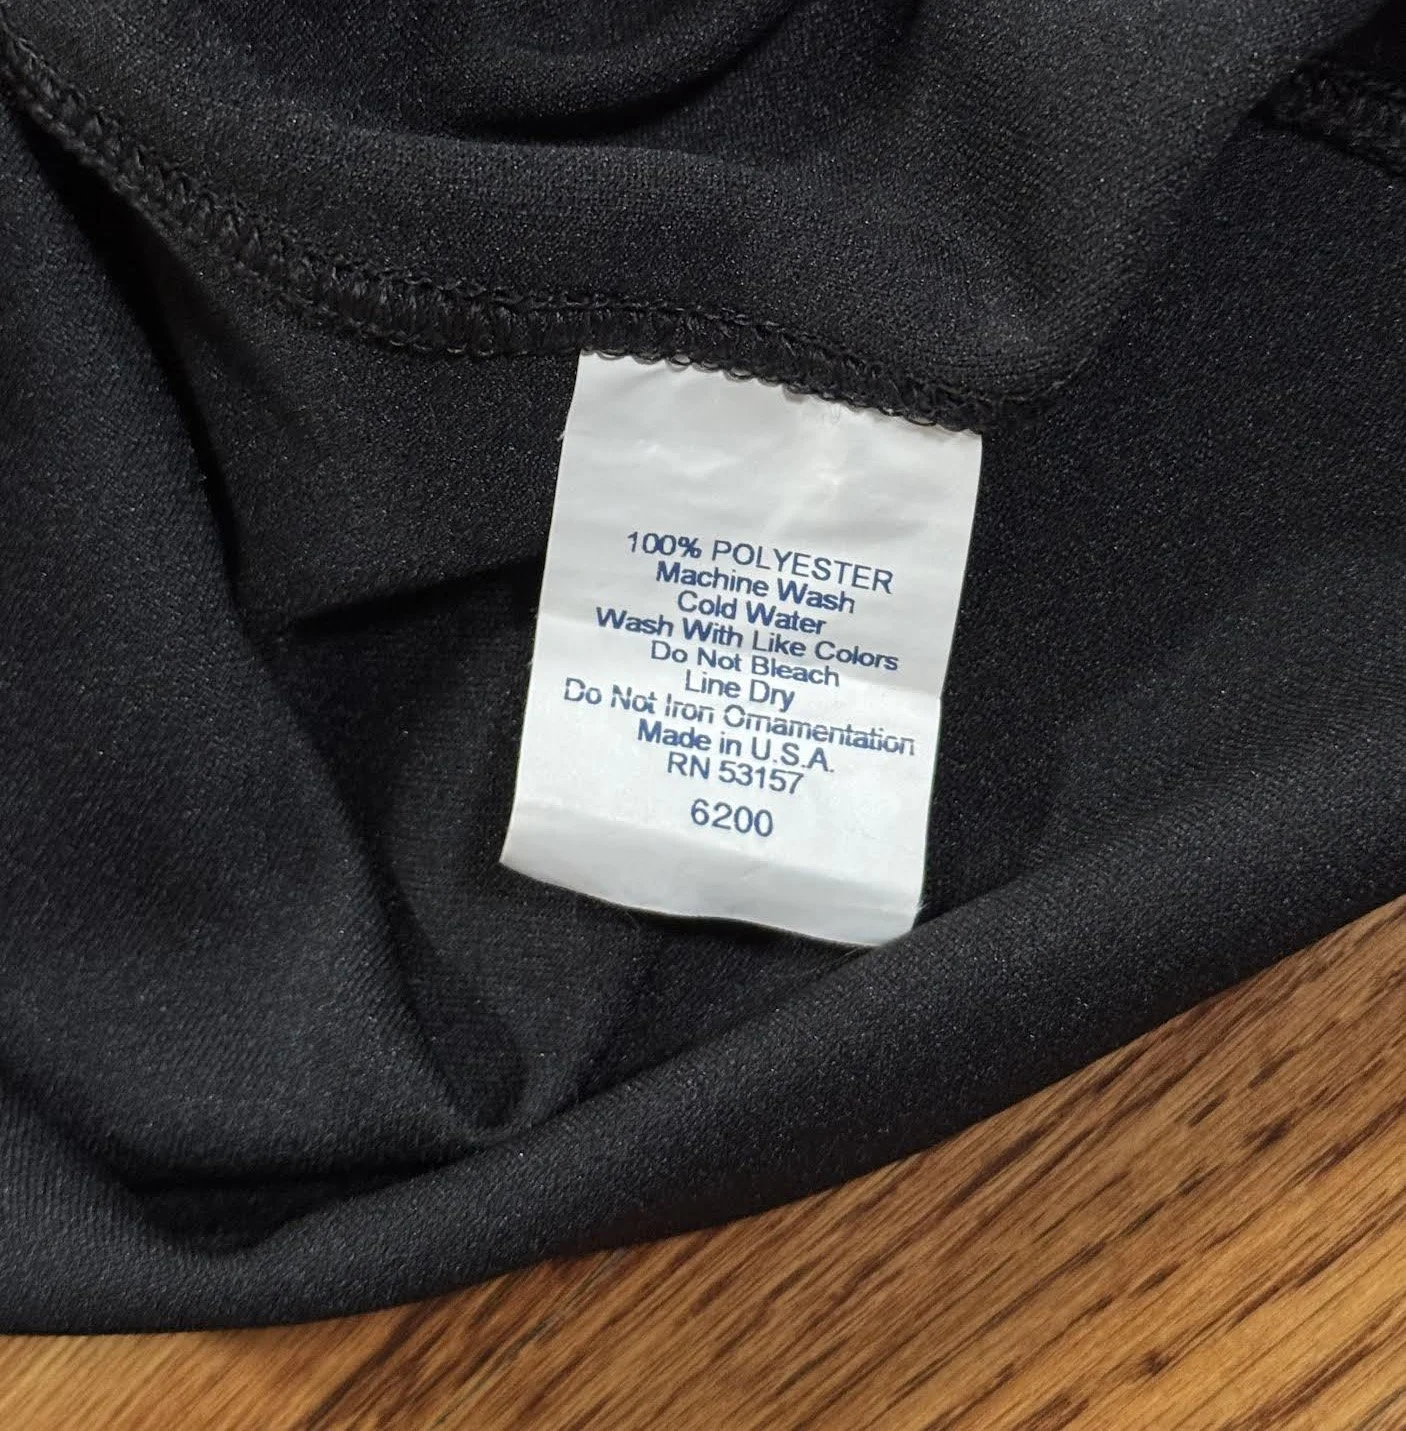 100% POLYESTER
Machine Wash
Cold Water
Wash With Like Colors
Do Not Bleach
Line Dry
Do Not Iron Ornamentation
Made in U.S.A.
RN 53157
6200